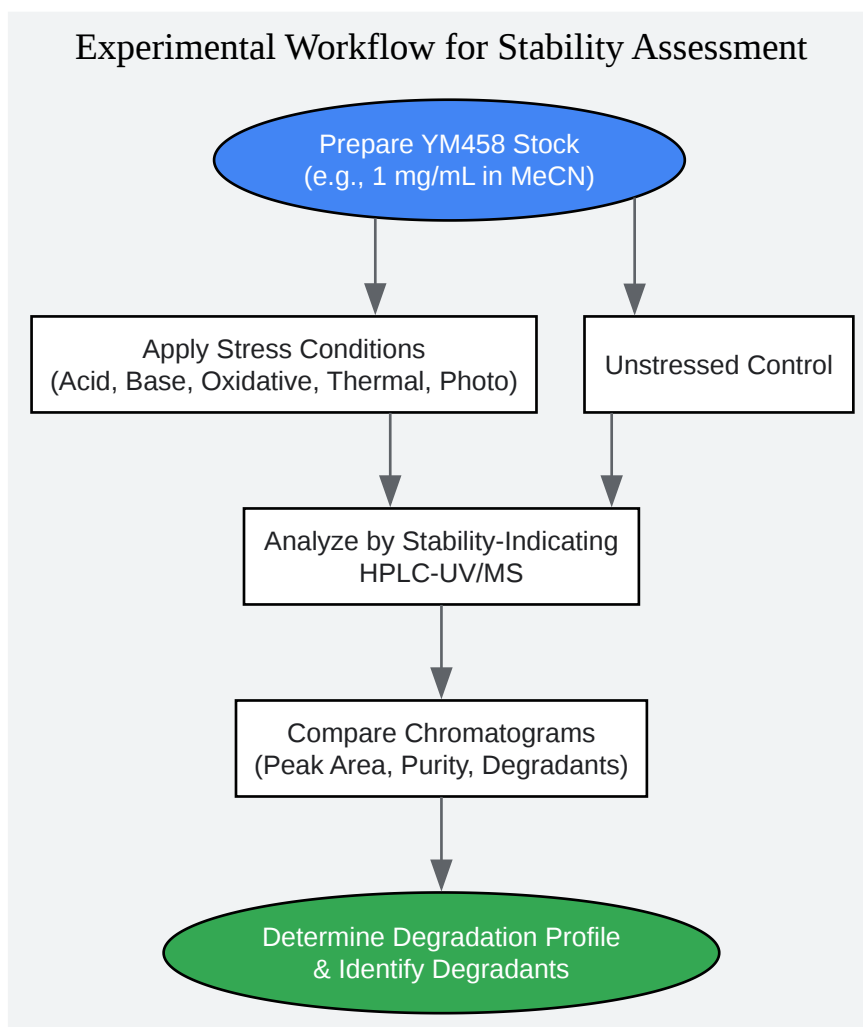 Experimental Workflow for Stability Assessment
Prepare YM458 Stock
(e.g., 1 mg/mL in MeCN)
Apply Stress Conditions
(Acid, Base, Oxidative, Thermal, Photo)
Unstressed Control
Analyze by Stability-Indicating
HPLC-UV/MS
Compare Chromatograms
(Peak Area, Purity, Degradants)
Determine Degradation Profile
& Identify Degradants